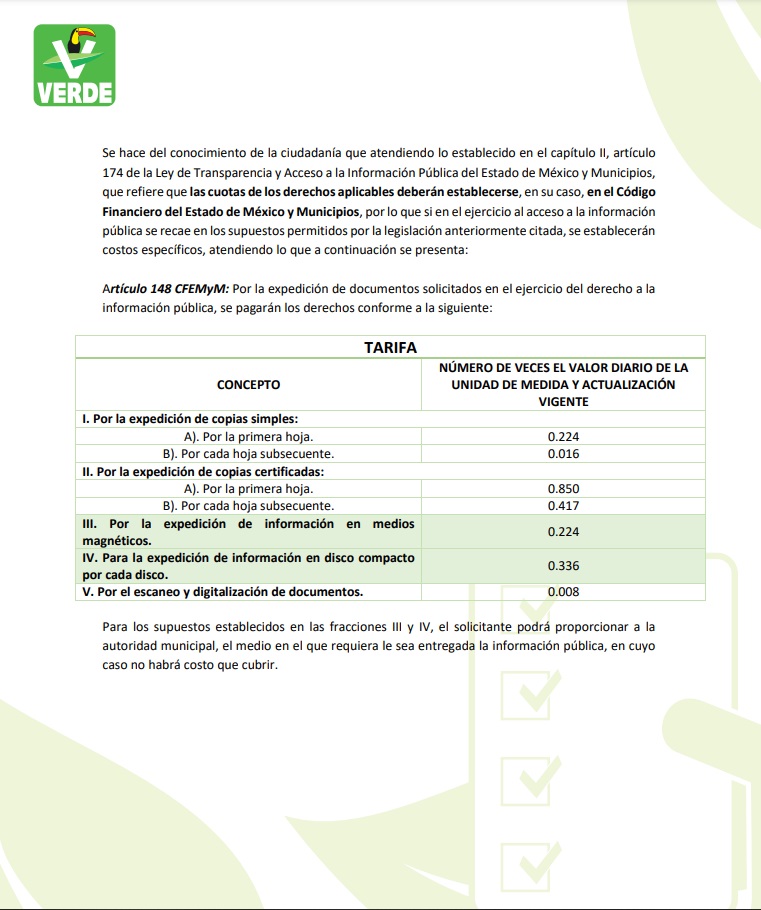 VERDE
Se hace del conocimiento de la ciudadanía que atendiendo lo establecido en el capítulo II, artículo
174 de la Ley de Transparencia y Acceso a la Información Pública del Estado de México y Municipios,
que refiere que las cuotas de los derechos aplicables deberán establecerse, en su caso, en el Código
Financiero del Estado de México y Municipios, por lo que si en el ejercicio al acceso a la información
pública se recae en los supuestos permitidos por la legislación anteriormente citada, se establecerán
costos específicos, atendiendo lo que a continuación se presenta:
Artículo 148 CFEMyM: Por la expedición de documentos solicitados en el ejercicio del derecho a la
información pública, se pagarán los derechos conforme a la siguiente:
TARIFA
CONCEPTO
NÚMERO DE VECES EL VALOR DIARIO DE LA
UNIDAD DE MEDIDA Y ACTUALIZACIÓN
VIGENTE
I. Por la expedición de copias simples:
A). Por la primera hoja. 0.224
B). Por cada hoja subsecuente. 0.016
II. Por la expedición de copias certificadas:
A). Por la primera hoja. 0.850
B). Por cada hoja subsecuente. 0.417
III. Por la expedición de información en medios
magnéticos. 0.224
IV. Para la expedición de información en disco compacto
por cada disco. 0.336
V. Por el escaneo y digitalización de documentos. 0.008
Para los supuestos establecidos en las fracciones III y IV, el solicitante podrá proporcionar a la
autoridad municipal, el medio en el que requiera le sea entregada la información pública, en cuyo
caso no habrá costo que cubrir.